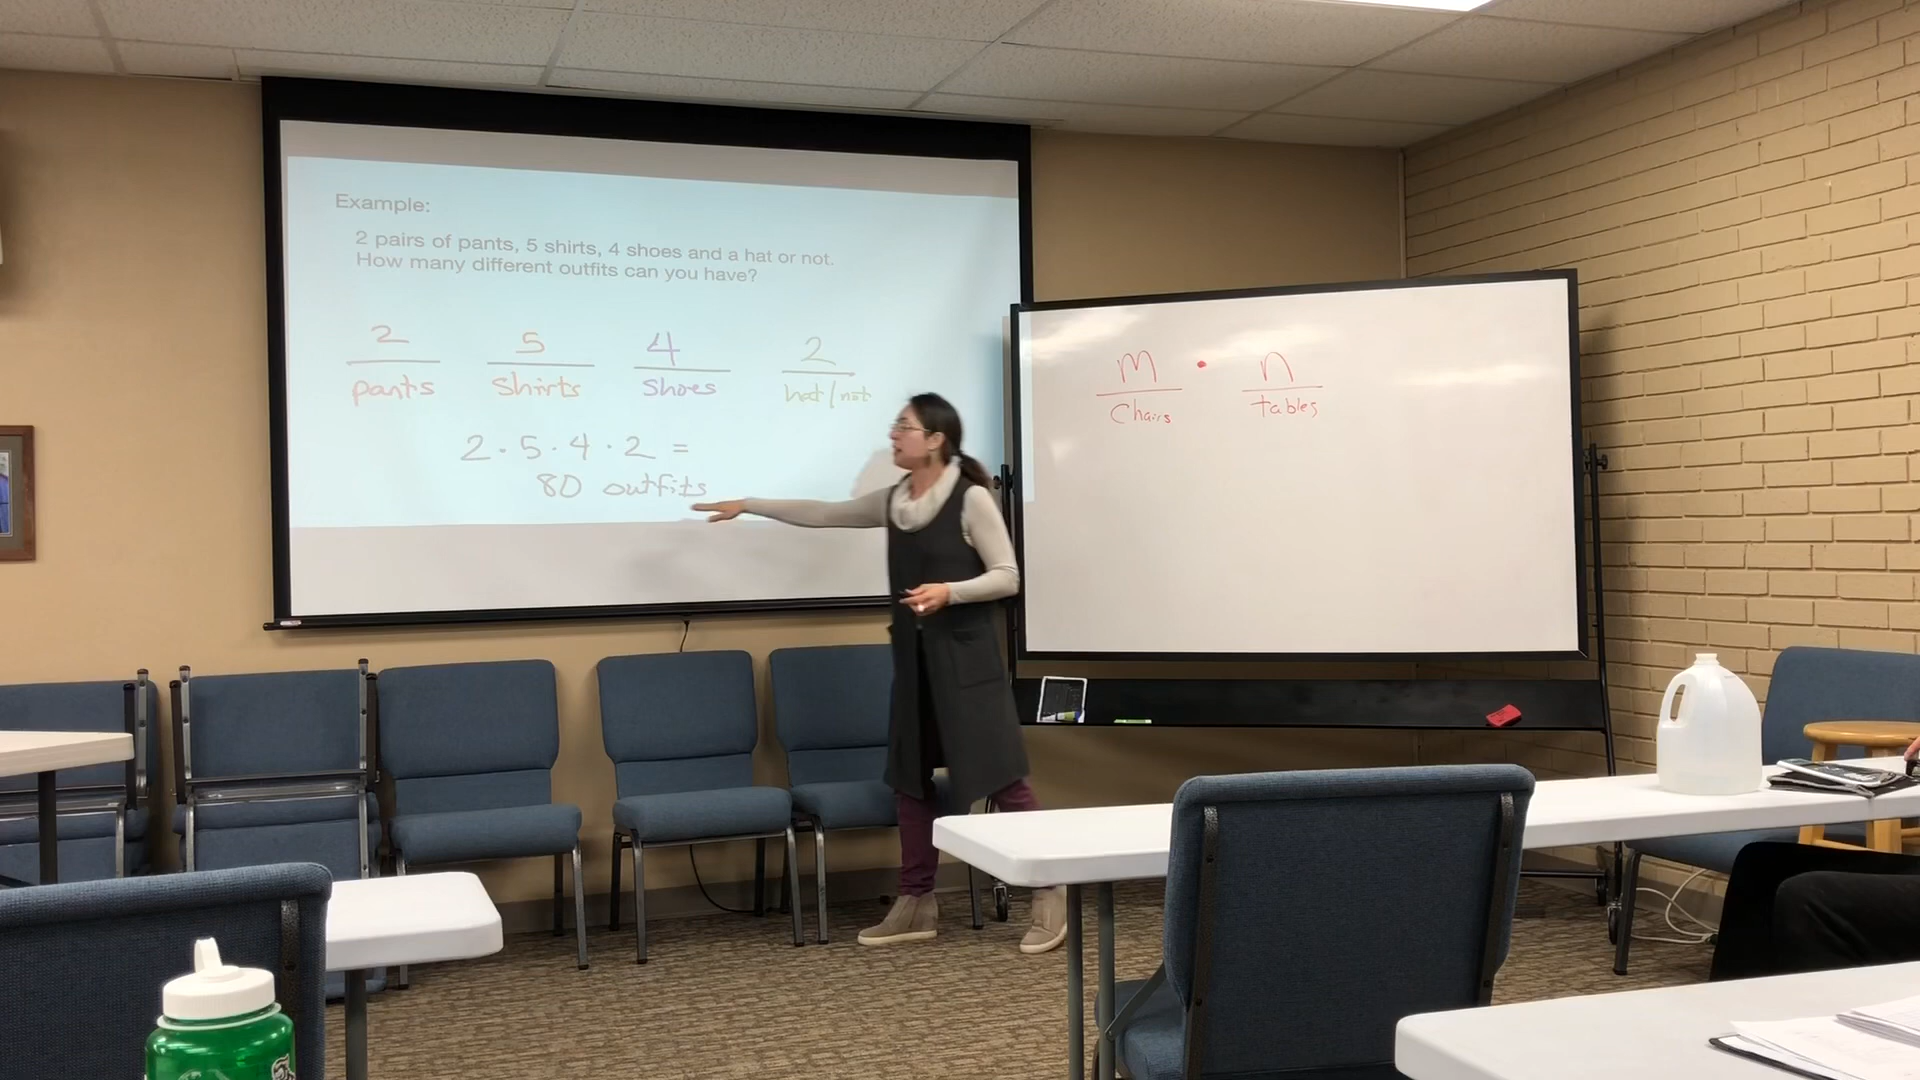 Example:
2 pairs of pants, 5 shirts, 4 shoes and a hat or not.
How many different outfits can you have?
2 5 4 2
pants shirts shoes hat/not
2 · 5 · 4 · 2 =
80 outfits
m · n
Chairs tables